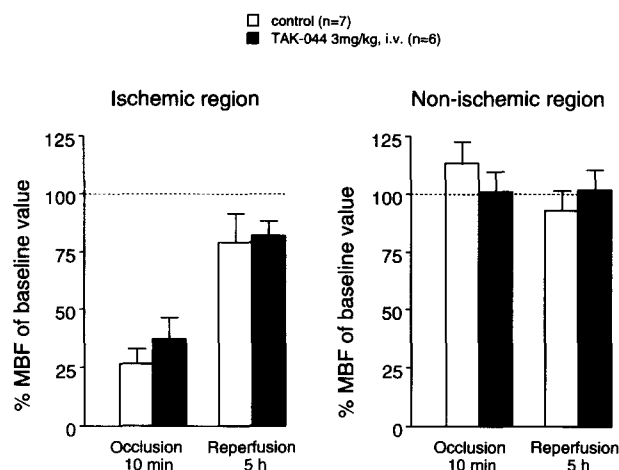 control (n=7)
TAK-044 3mg/kg, i.v. (n=6)
Ischemic region
% MBF of baseline value
125
100
75
50
25
0
Occlusion
10 min
Reperfusion
5 h
Non-ischemic region
% MBF of baseline value
125
100
75
50
25
0
Occlusion
10 min
Reperfusion
5 h